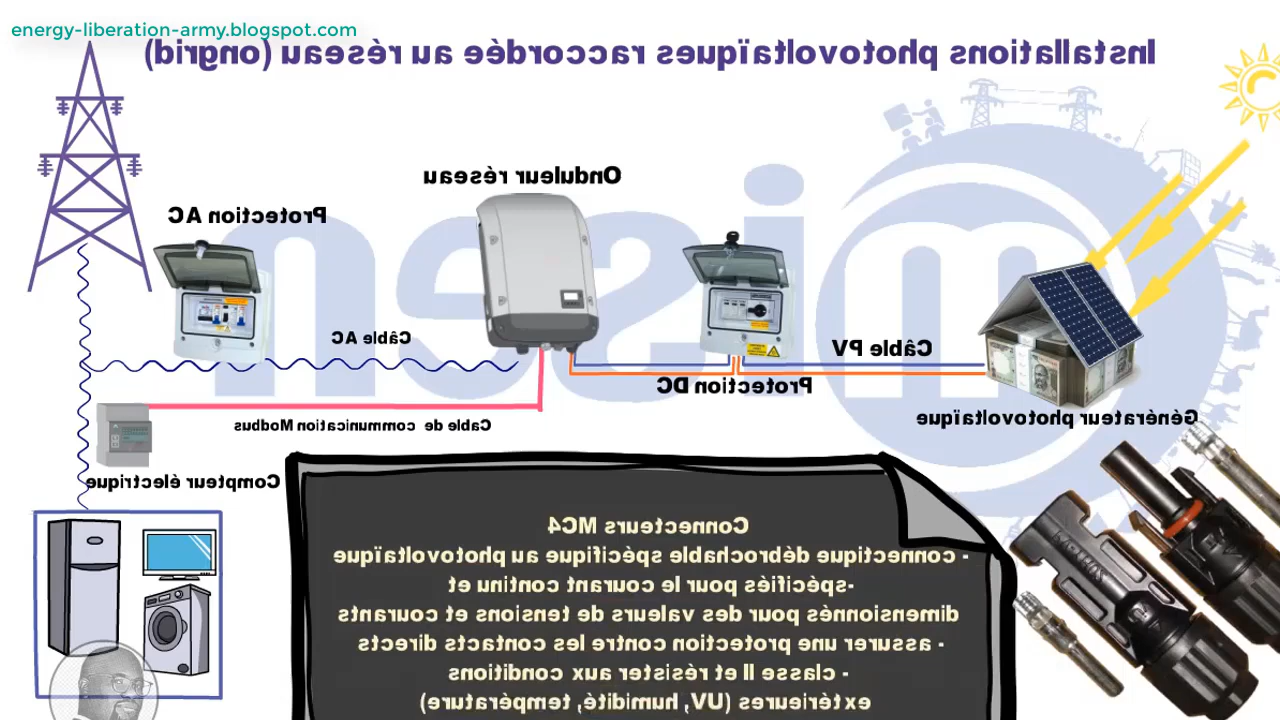 energy-liberation-army.blogspot.com
Installations photovoltaïques raccordée au réseau (ongrid)
Onduleur réseau
Protection AC
Câble AC
Câble PV
Protection DC
Cable de communication Modbus
Générateur photovoltaïque
Compteur électrique
misen
Connecteurs MC4
- connectique débrochable spécifique au photovoltaïque
-spécifiés pour le courant continu et
dimensionnés pour des valeurs de tensions et courants
- assurer une protection contre les contacts directs
- classe II et résister aux conditions
extérieures (UV, humidité, température)